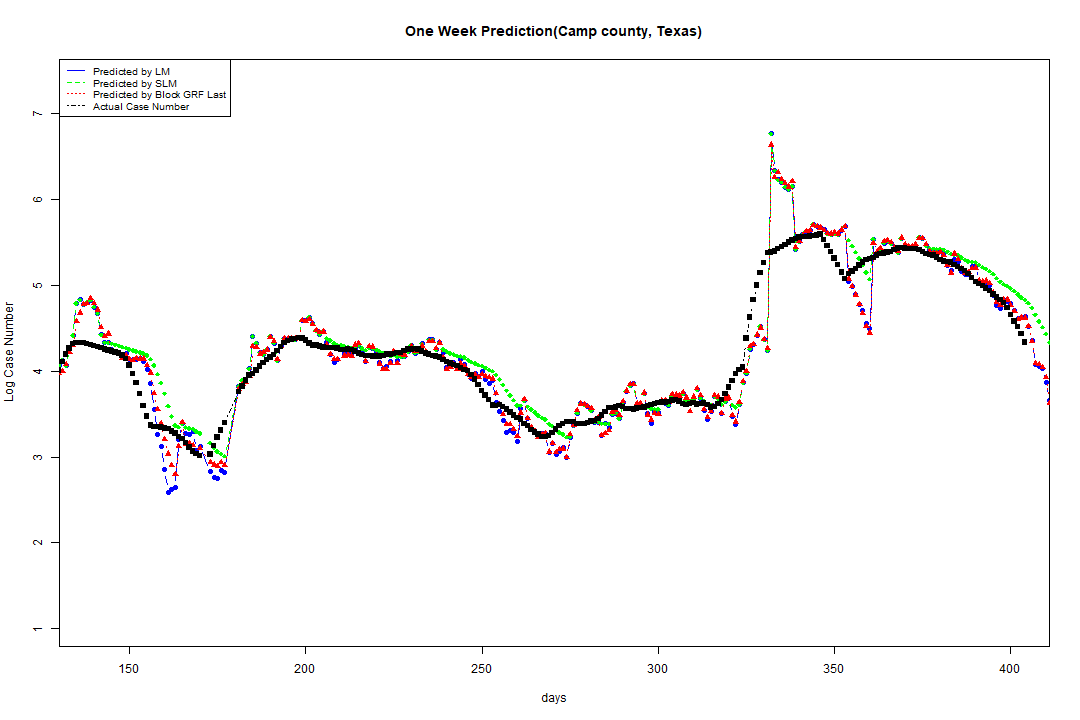 One Week Prediction(Camp county, Texas)
Predicted by LM
Predicted by SLM
Predicted by Block GRF Last
Actual Case Number
7
6
5
4
3
2
1
Log Case Number
150 200 250 300 350 400
days